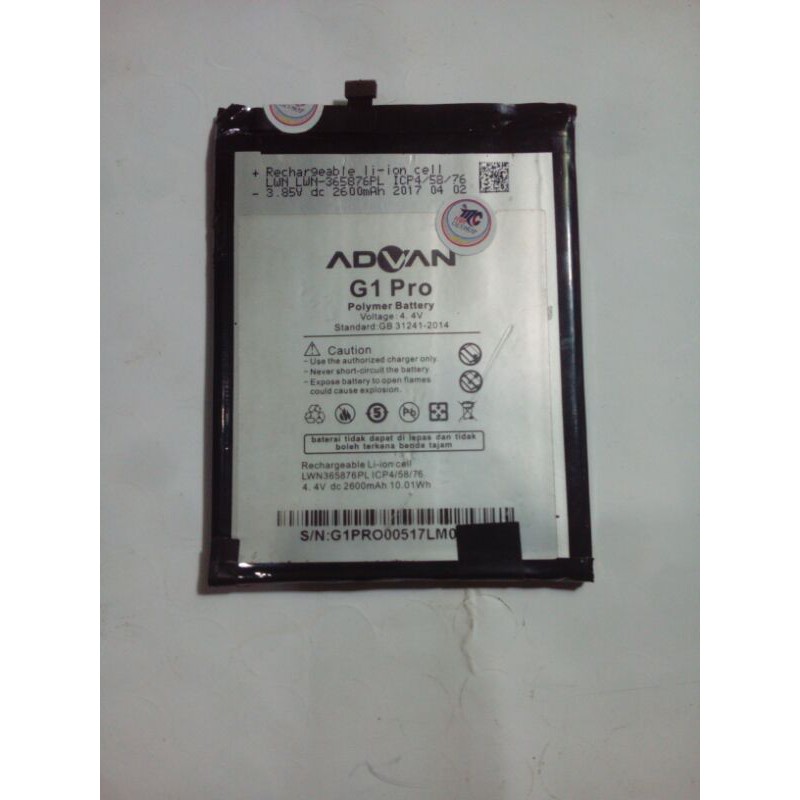 + Rechargeable li-ion cell
LWN LWN-365876PL ICP4/58/76
- 3.85V dc 2600mAh 2017 04 02
MC
ADVAN
G1 Pro
Polymer Battery
Voltage: 4.4V
Standard:GB 31241-2014
Caution
- Use the authorized charger only.
- Never short-circuit the battery.
- Expose battery to open flames
could cause explosion.
5
Pb
baterai tidak dapat di lepas dan tidak
boleh terkena benda tajam
Rechargeable Li-ion cell
LWN365876PL ICP4/58/76
4.4V dc 2600mAh 10.01Wh
S/N:G1PRO00517LM0